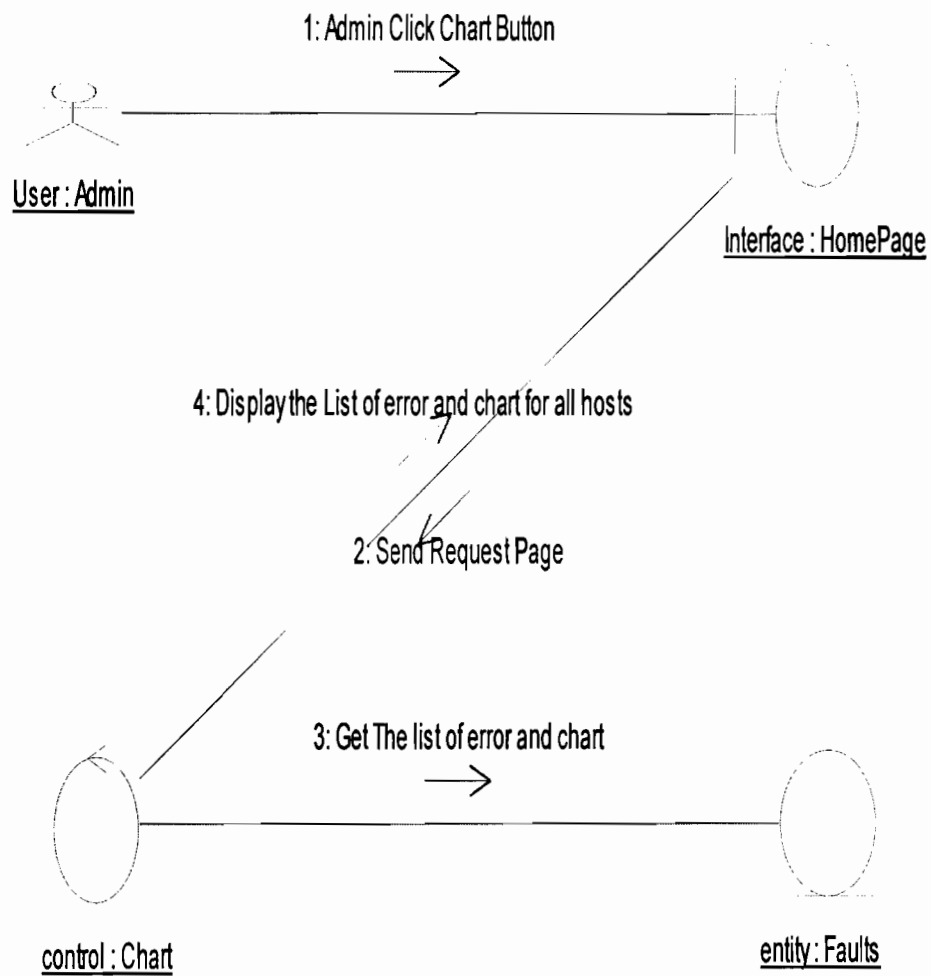 1: Admin Click Chart Button
User : Admin
Interface : HomePage
4: Display the List of error and chart for all hosts
2: Send Request Page
3: Get The list of error and chart
control : Chart
entity : Faults